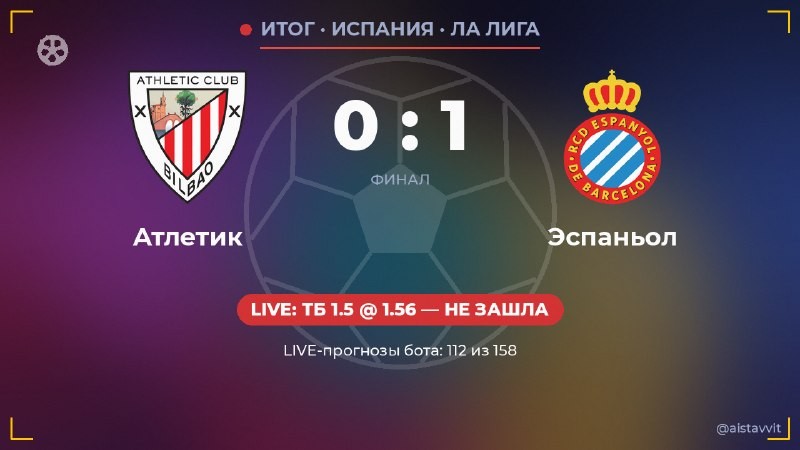 ИТОГ · ИСПАНИЯ · ЛА ЛИГА
ATHLETIC CLUB
BILBAO
0 : 1
ФИНАЛ
RCD ESPANYOL
DE BARCELONA
Атлетик
Эспаньол
LIVE: ТБ 1.5 @ 1.56 — НЕ ЗАШЛА
LIVE-прогнозы бота: 112 из 158
@aistavvit